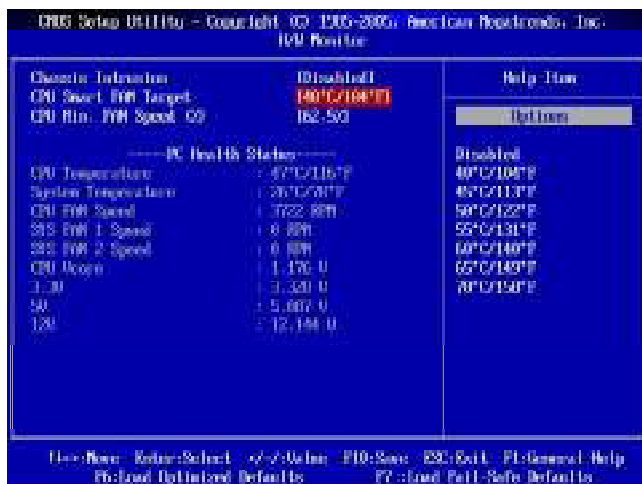 CMOS Setup Utility - Copyright (C) 1985-2005, American Megatrends, Inc.
H/W Monitor
Chassis Intrusion [Disabled]
CPU Smart FAN Target [40°C/104°F]
CPU Min. FAN Speed (%) [62.5%]
-----PC Health Status-----
CPU Temperature : 47°C/116°F
System Temperature : 26°C/78°F
CPU FAN Speed : 3722 RPM
SYS FAN 1 Speed : 0 RPM
SYS FAN 2 Speed : 0 RPM
CPU Vcore : 1.176 V
3.3V : 3.320 V
5V : 5.087 V
12V : 12.144 V
Help Item
Options
Disabled
40°C/104°F
45°C/113°F
50°C/122°F
55°C/131°F
60°C/140°F
65°C/149°F
70°C/158°F
:Move Enter:Select +/-/:Value F10:Save ESC:Exit F1:General Help
F6:Load Optimized Defaults F7:Load Fail-Safe Defaults